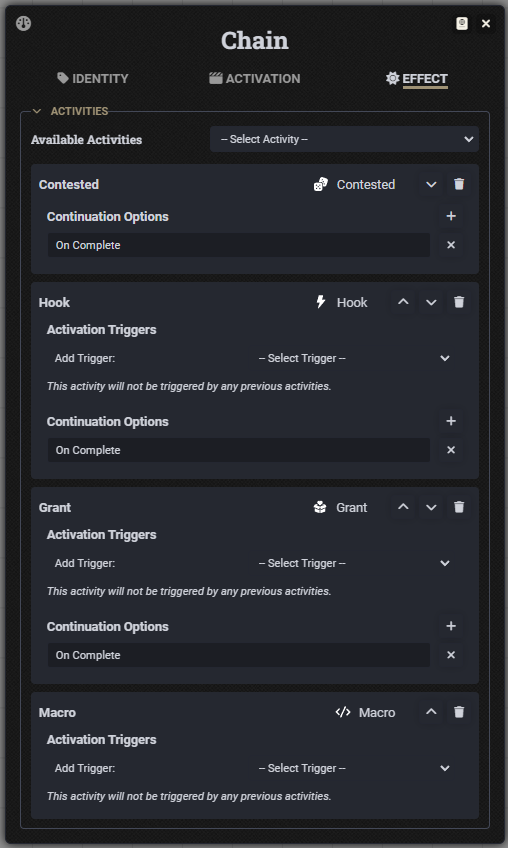 Chain
IDENTITY
ACTIVATION
EFFECT
ACTIVITIES
Available Activities
-- Select Activity --
Contested
Contested
Continuation Options
On Complete
Hook
Hook
Activation Triggers
Add Trigger:
-- Select Trigger --
This activity will not be triggered by any previous activities.
Continuation Options
On Complete
Grant
Grant
Activation Triggers
Add Trigger:
-- Select Trigger --
This activity will not be triggered by any previous activities.
Continuation Options
On Complete
Macro
Macro
Activation Triggers
Add Trigger:
-- Select Trigger --
This activity will not be triggered by any previous activities.